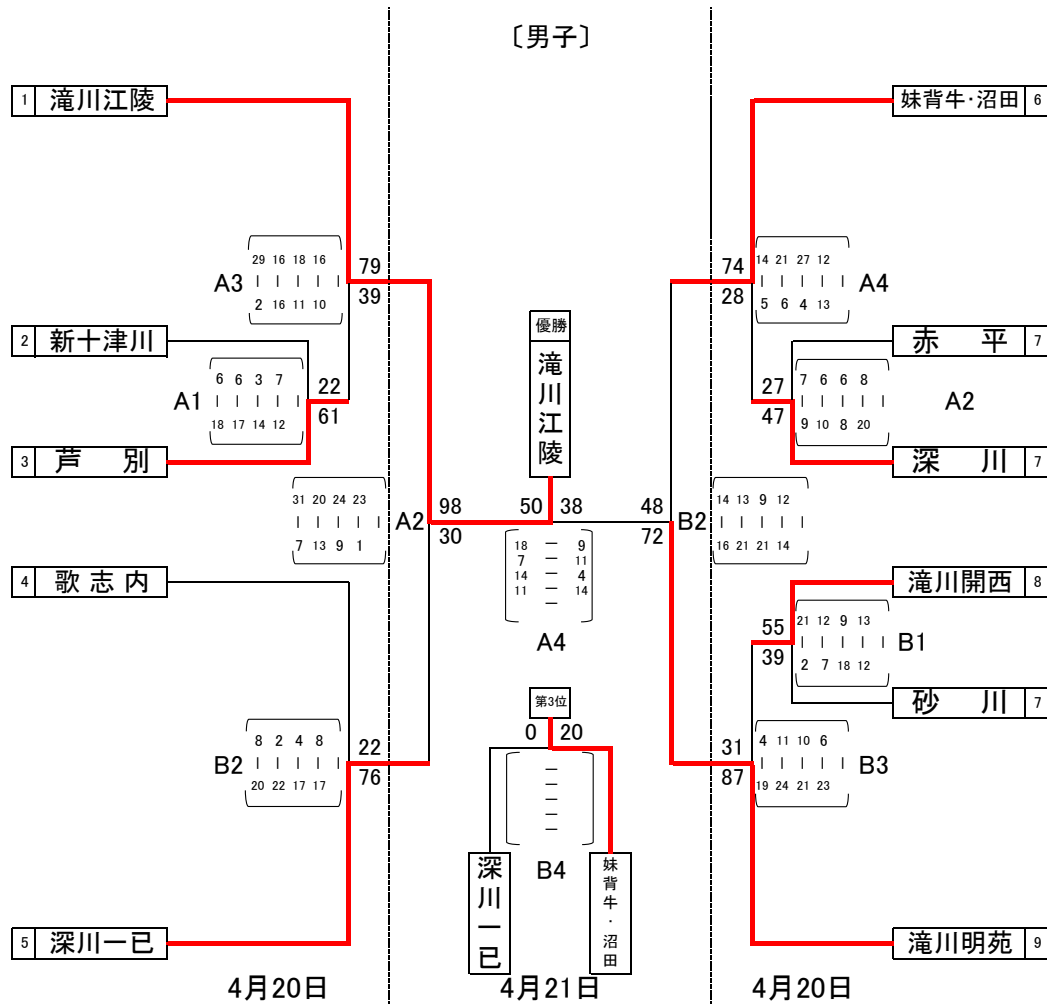 〔男子〕
1 滝川江陵
妹背牛・沼田 6
29 16 18 16
79
A3
39
2 16 11 10
74
14 21 27 12
28
A4
5 6 4 13
2 新十津川
優勝
滝川江陵
赤 平 7
6 6 3 7
22
A1
61
18 17 14 12
27
7 6 6 8
47
A2
9 10 8 20
3 芦 別
深 川 7
31 20 24 23
A2
98
30
7 13 9 1
50 38
48
B2
72
14 13 9 12
16 21 21 14
18 － 9
7 － 11
14 － 4
11 － 14
－
A4
4 歌志内
滝川開西 8
55
21 12 9 13
39
B1
2 7 18 12
砂 川 7
第3位
0 20
8 2 4 8
22
B2
76
20 22 17 17
31
4 11 10 6
87
B3
19 24 21 23
－
－
－
－
－
B4
深川一已
妹背牛・沼田
5 深川一已
滝川明苑 9
4月20日
4月21日
4月20日